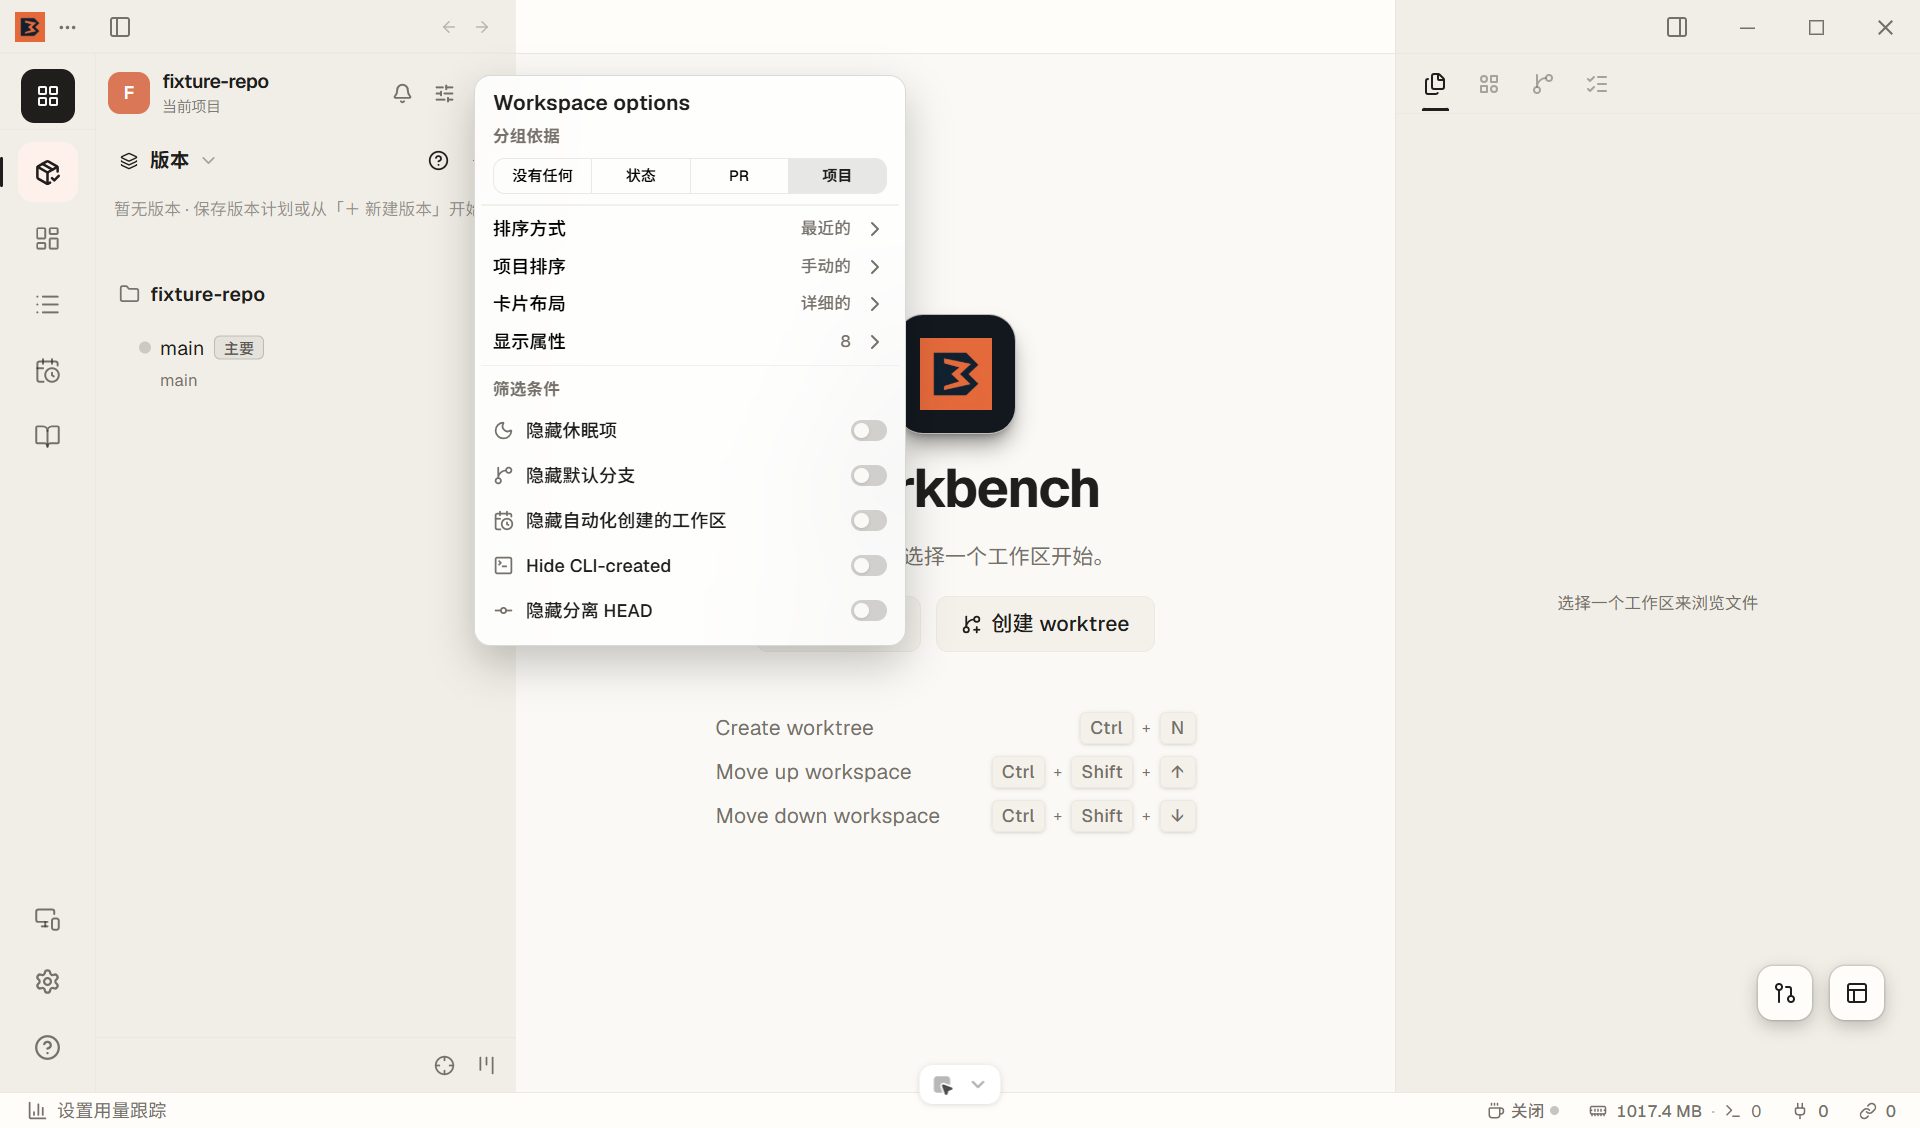 F
fixture-repo
当前项目
版本
暂无版本 · 保存版本计划或从「＋ 新建版本」开始
fixture-repo
main 主要
main
Workspace options
分组依据
没有任何 状态 PR 项目
排序方式 最近的
项目排序 手动的
卡片布局 详细的
显示属性 8
筛选条件
隐藏休眠项
隐藏默认分支
隐藏自动化创建的工作区
Hide CLI-created
隐藏分离 HEAD
rkbench
选择一个工作区开始。
创建 worktree
Create worktree Ctrl + N
Move up workspace Ctrl + Shift + ↑
Move down workspace Ctrl + Shift + ↓
选择一个工作区来浏览文件
设置用量跟踪
关闭 1017.4 MB · 0 0 0